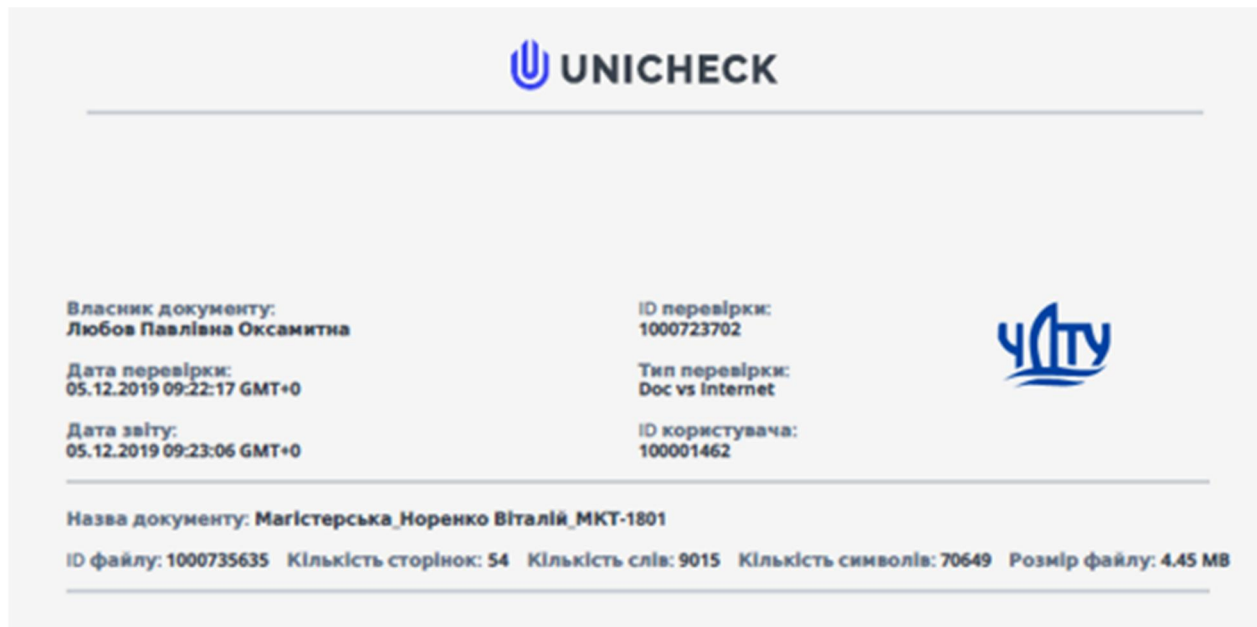 UNICHECK
Власник документу:
Любов Павлівна Оксамитна
Дата перевірки:
05.12.2019 09:22:17 GMT+0
Дата звіту:
05.12.2019 09:23:06 GMT+0
ID перевірки:
1000723702
Тип перевірки:
Doc vs Internet
ID користувача:
100001462
ЧДТУ
Назва документу: Магістерська_Норенко Віталій_МКТ-1801
ID файлу: 1000735635 Кількість сторінок: 54 Кількість слів: 9015 Кількість символів: 70649 Розмір файлу: 4.45 MB